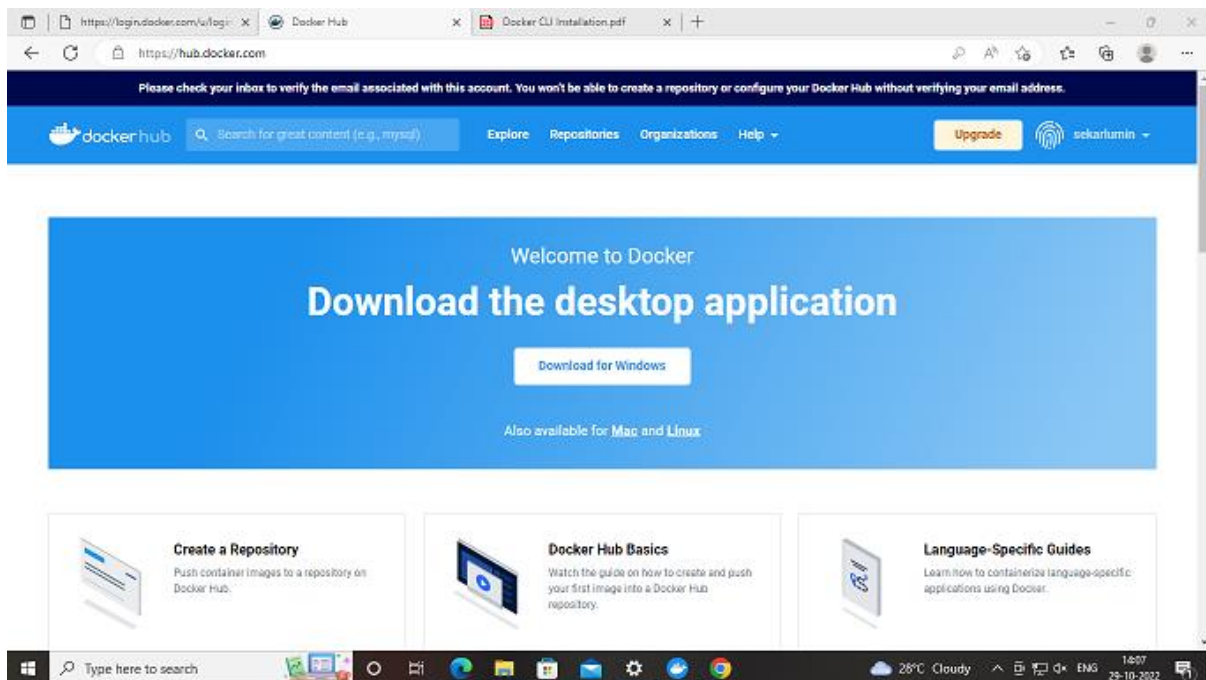 https://login.docker.com/u/login
Docker Hub
Docker CLI Installation.pdf
https://hub.docker.com
Please check your inbox to verify the email associated with this account. You won't be able to create a repository or configure your Docker Hub without verifying your email address.
dockerhub
Search for great content (e.g., mysql)
Explore
Repositories
Organizations
Help
Upgrade
sekarlumin
Welcome to Docker
Download the desktop application
Download for Windows
Also available for Mac and Linux
Create a Repository
Push container images to a repository on
Docker Hub.
Docker Hub Basics
Watch the guide on how to create and push
your first image into a Docker Hub
repository.
Language-Specific Guides
Learn how to containerize language-specific
applications using Docker.
Type here to search
28°C Cloudy
ENG
14:07
29-10-2022